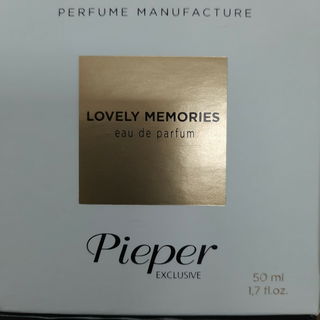 PERFUME MANUFACTURE
LOVELY MEMORIES
eau de parfum
Pieper
EXCLUSIVE
50 ml
1,7 fl.oz.